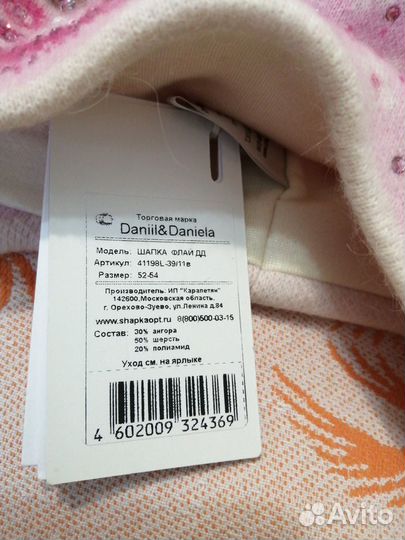 Торговая марка
Daniil&Daniela
Модель: ШАПКА ФЛАЙ ДД
Артикул: 41198L-39/11в
Размер: 52-54
Производитель: ИП "Карапетян"
142600,Московская область,
г. Орехово-Зуево, ул.Ленина д.84
www.shapkaopt.ru 8(800)500-03-15
Состав: 30% ангора
50% шерсть
20% полиамид
Уход см. на ярлыке
4 602009 324369
Avito